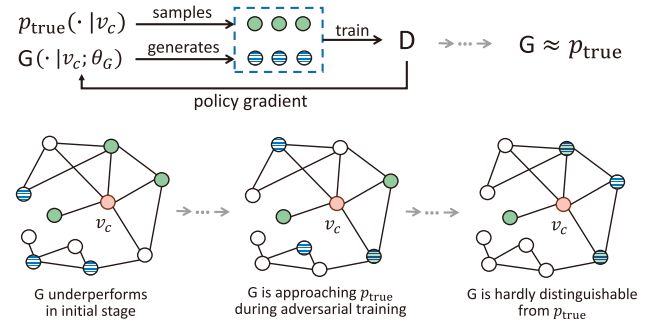 p_true(· |v_c) samples
G(· |v_c; θ_G) generates
train D G ≈ p_true
policy gradient
v_c v_c v_c
G underperforms
in initial stage
G is approaching p_true
during adversarial training
G is hardly distinguishable
from p_true